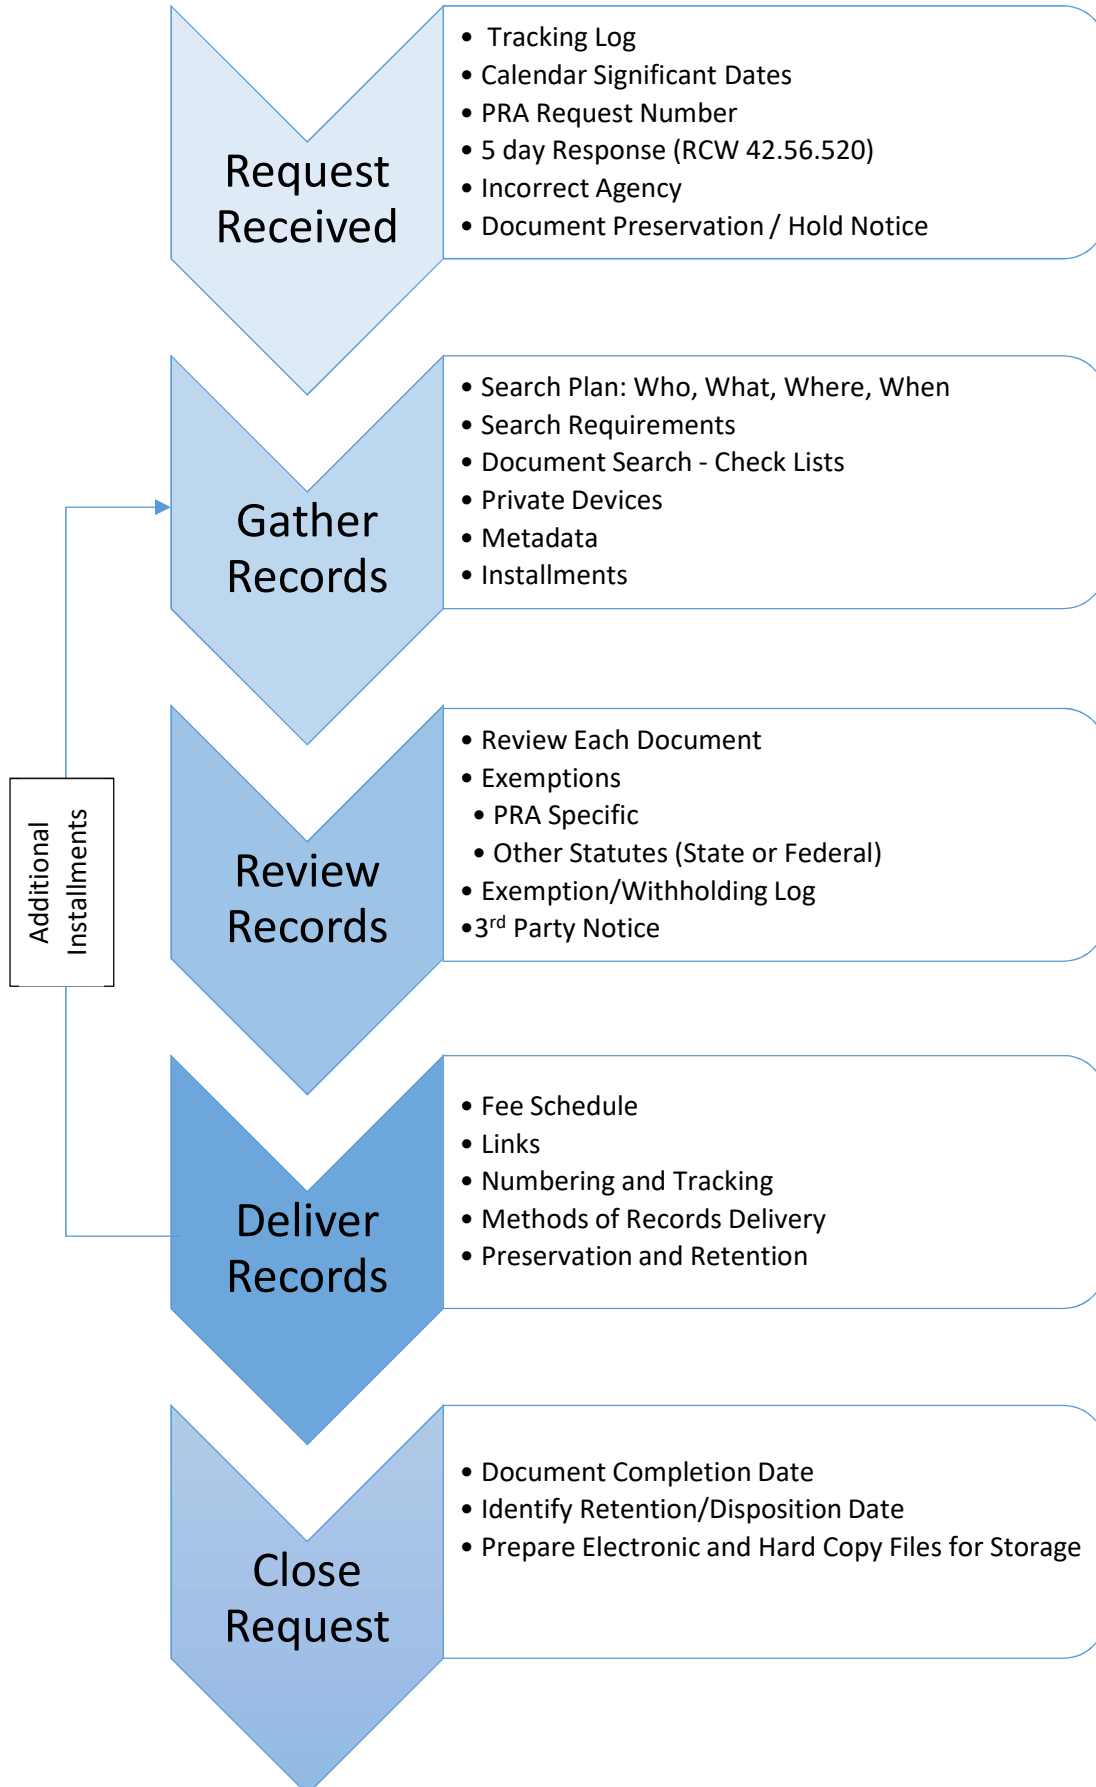 Request
Received
• Tracking Log
• Calendar Significant Dates
• PRA Request Number
• 5 day Response (RCW 42.56.520)
• Incorrect Agency
• Document Preservation / Hold Notice
Gather
Records
• Search Plan: Who, What, Where, When
• Search Requirements
• Document Search - Check Lists
• Private Devices
• Metadata
• Installments
Additional
Installments
Review
Records
• Review Each Document
• Exemptions
• PRA Specific
• Other Statutes (State or Federal)
• Exemption/Withholding Log
•3rd Party Notice
Deliver
Records
• Fee Schedule
• Links
• Numbering and Tracking
• Methods of Records Delivery
• Preservation and Retention
Close
Request
• Document Completion Date
• Identify Retention/Disposition Date
• Prepare Electronic and Hard Copy Files for Storage